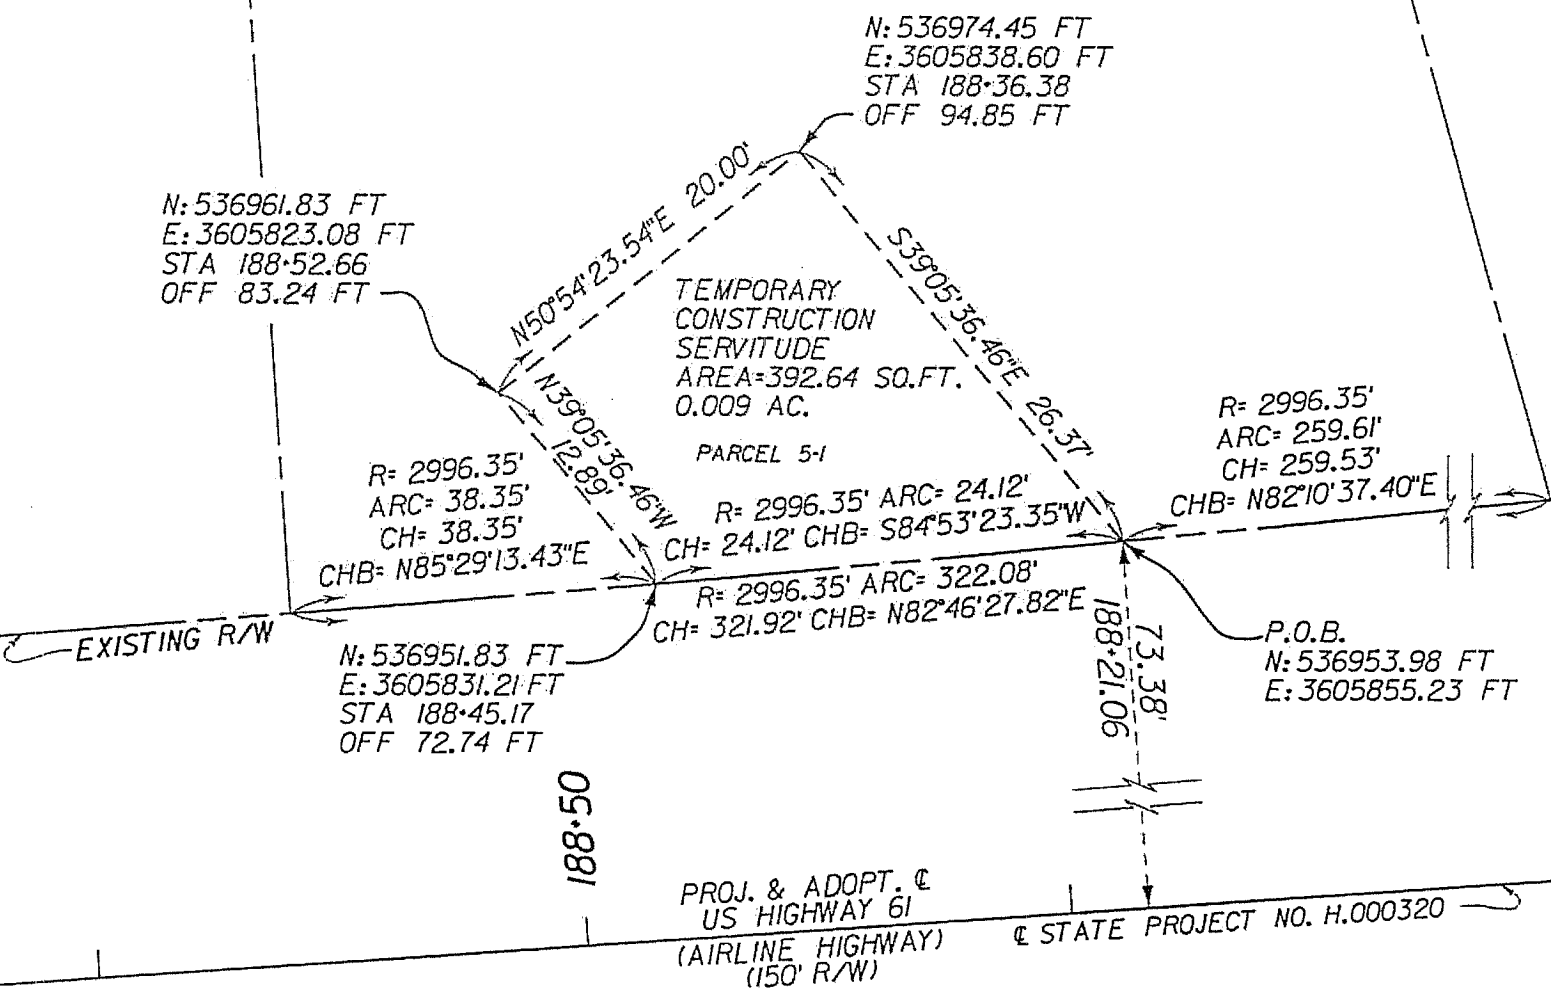 N: 536974.45 FT
E: 3605838.60 FT
STA 188+36.38
OFF 94.85 FT
N: 536961.83 FT
E: 3605823.08 FT
STA 188+52.66
OFF 83.24 FT
N50°54'23.54"E 20.00'
S39°05'36.46"E 26.37'
TEMPORARY
CONSTRUCTION
SERVITUDE
AREA=392.64 SQ.FT.
0.009 AC.
PARCEL 5-1
N39°05'36.46"W
12.89'
R= 2996.35'
ARC= 38.35'
CH= 38.35'
CHB= N85°29'13.43"E
R= 2996.35' ARC= 24.12'
CH= 24.12' CHB= S84°53'23.35"W
R= 2996.35'
ARC= 259.61'
CH= 259.53'
CHB= N82°10'37.40"E
R= 2996.35' ARC= 322.08'
CH= 321.92' CHB= N82°46'27.82"E
EXISTING R/W
N: 536951.83 FT
E: 3605831.21 FT
STA 188+45.17
OFF 72.74 FT
73.38'
188+21.06
P.O.B.
N: 536953.98 FT
E: 3605855.23 FT
188+50
PROJ. & ADOPT. ℄
US HIGHWAY 61
(AIRLINE HIGHWAY)
(150' R/W)
℄ STATE PROJECT NO. H.000320